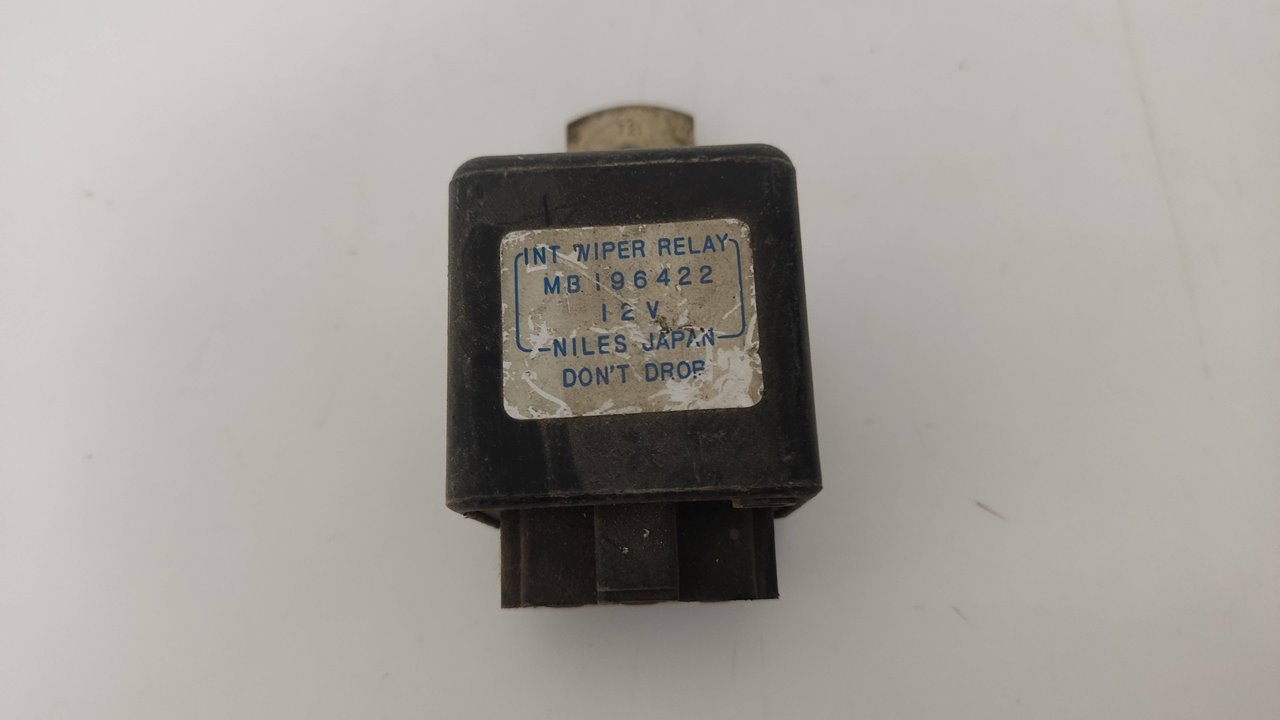 INT WIPER RELAY
MB196422
12V
NILES JAPAN
DON'T DROP